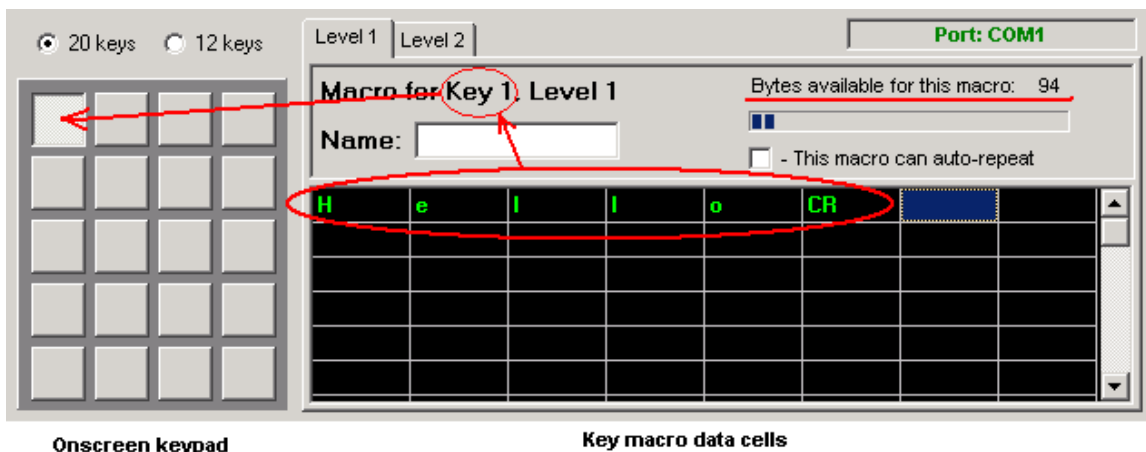 20 keys 12 keys
Level 1 Level 2
Port: COM1
Macro for Key 1, Level 1
Bytes available for this macro: 94
Name:
- This macro can auto-repeat
H e l l o CR
Onscreen keypad
Key macro data cells